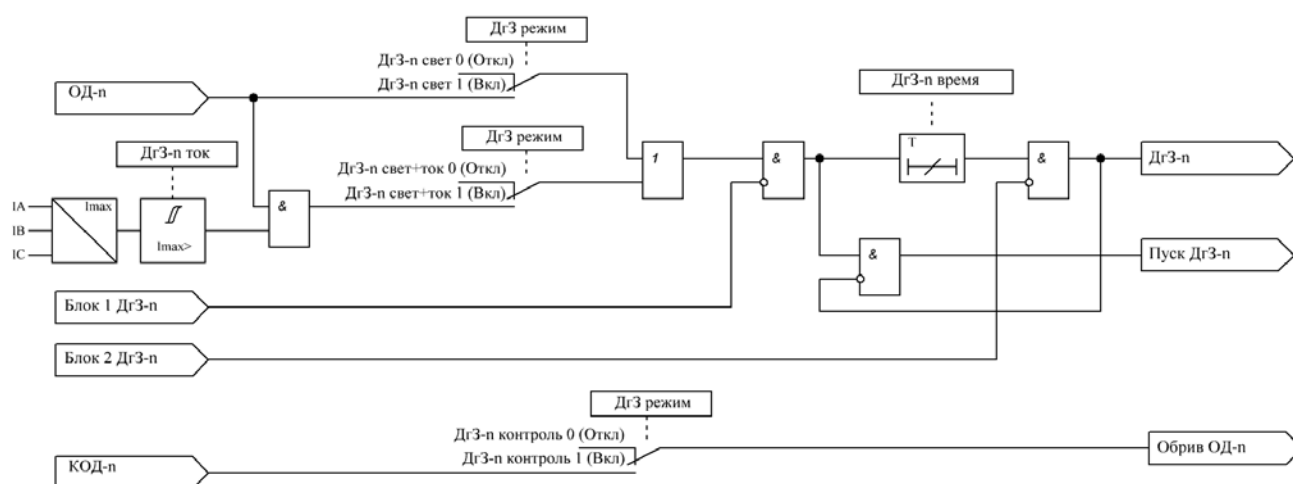 ДгЗ режим
ДгЗ-n свет 0 (Откл)
ДгЗ-n свет 1 (Вкл)
ДгЗ-n время
ОД-n
ДгЗ режим
T
1
&
&
ДгЗ-n
ДгЗ-n ток
ДгЗ-n свет+ток 0 (Откл)
ДгЗ-n свет+ток 1 (Вкл)
IA
IB
IC
Imax
Imax>
&
&
Пуск ДгЗ-n
Блок 1 ДгЗ-n
Блок 2 ДгЗ-n
ДгЗ режим
ДгЗ-n контроль 0 (Откл)
ДгЗ-n контроль 1 (Вкл)
Обрив ОД-n
КОД-n